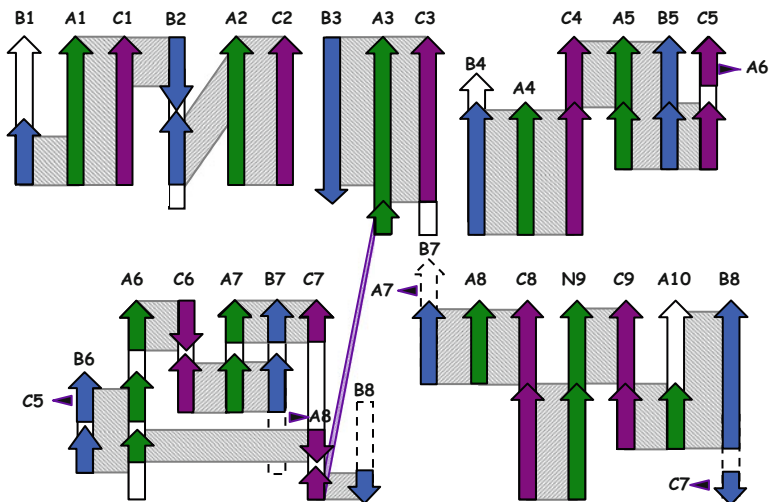 B1 A1 C1 B2 A2 C2 B3 A3 C3 C4 A5 B5 C5
B4 A6
A4
B7
A6 C6 A7 B7 C7 A7 A8 C8 N9 C9 A10 B8
B6 B8
C5 A8
C7